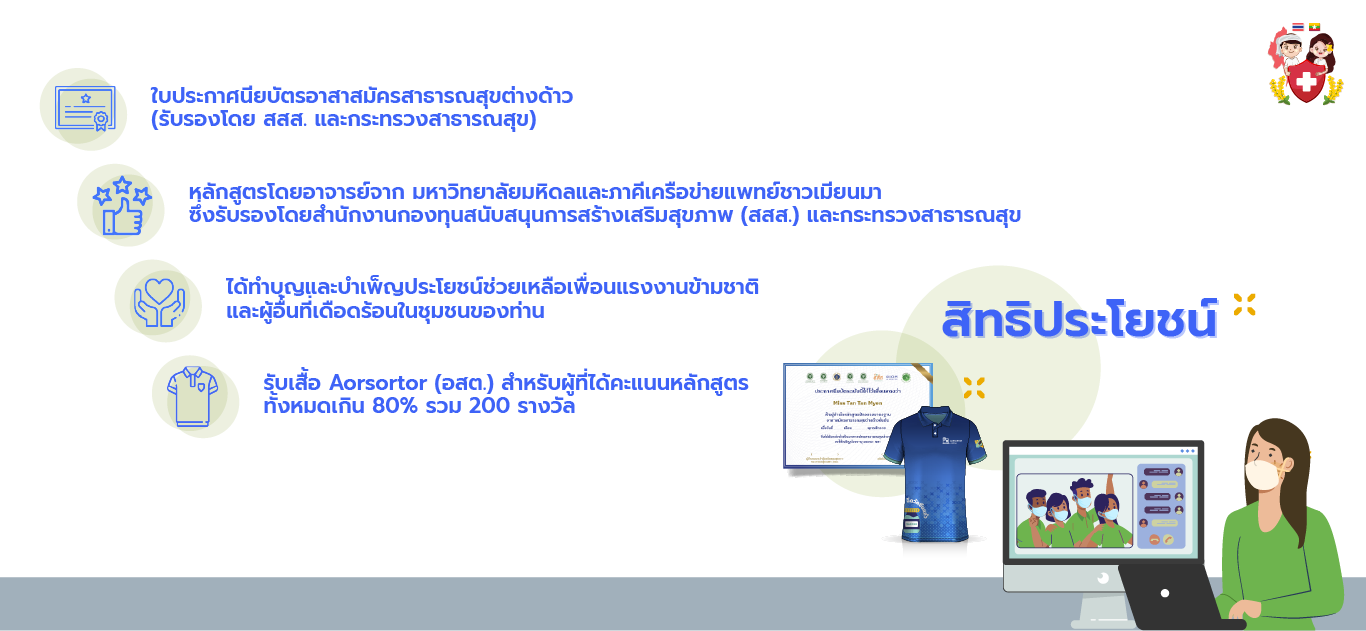 ใบประกาศนียบัตรอาสาสมัครสาธารณสุขต่างด้าว
(รับรองโดย สสส. และกระทรวงสาธารณสุข)
หลักสูตรโดยอาจารย์จาก มหาวิทยาลัยมหิดลและภาคีเครือข่ายแพทย์ชาวเมียนมา
ซึ่งรับรองโดยสำนักงานกองทุนสนับสนุนการสร้างเสริมสุขภาพ (สสส.) และกระทรวงสาธารณสุข
ได้ทำบุญและบำเพ็ญประโยชน์ช่วยเหลือเพื่อนแรงงานข้ามชาติ
และผู้อื่นที่เดือดร้อนในชุมชนของท่าน
สิทธิประโยชน์
รับเสื้อ Aorsortor (อสต.) สำหรับผู้ที่ได้คะแนนหลักสูตร
ทั้งหมดเกิน 80% รวม 200 รางวัล